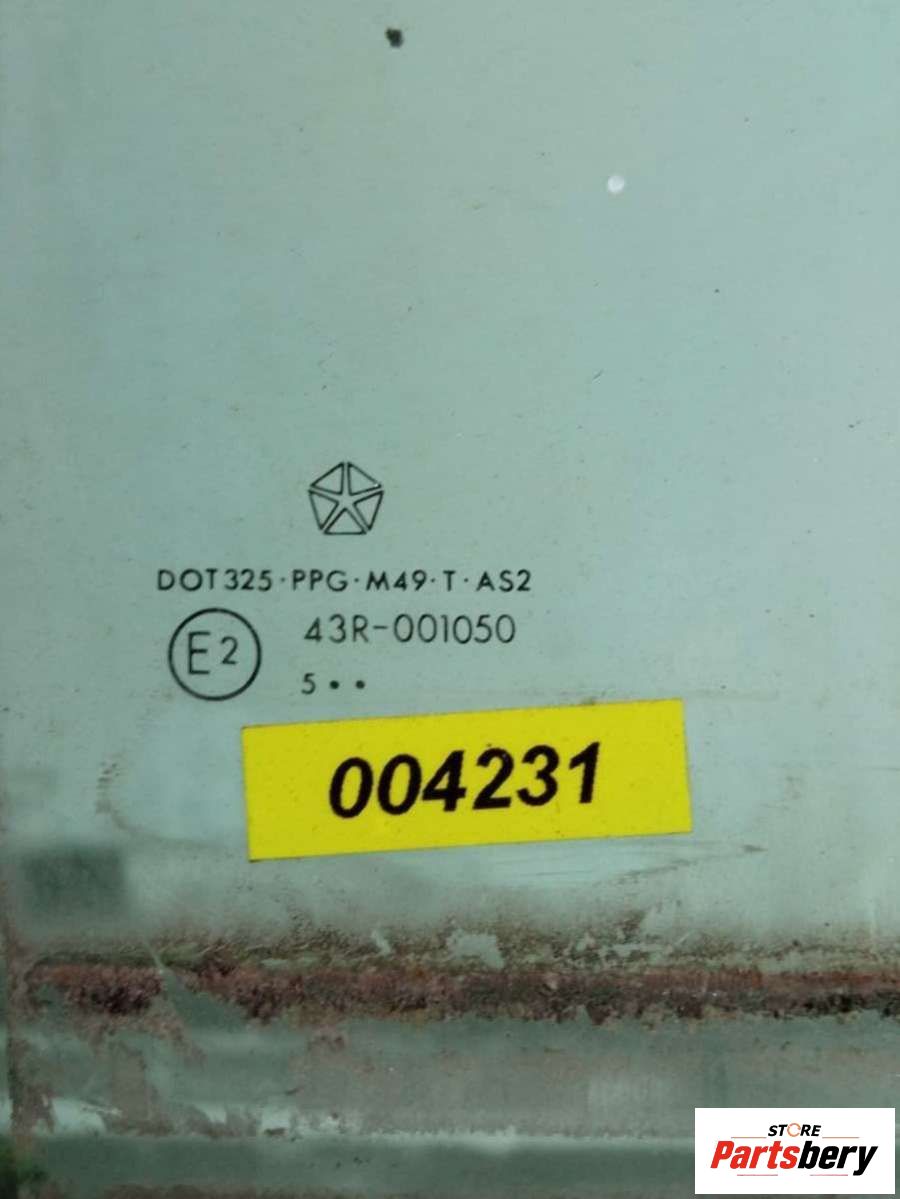 DOT325·PPG·M49·T·AS2
E2 43R-001050
5••
004231
STORE
Partsbery